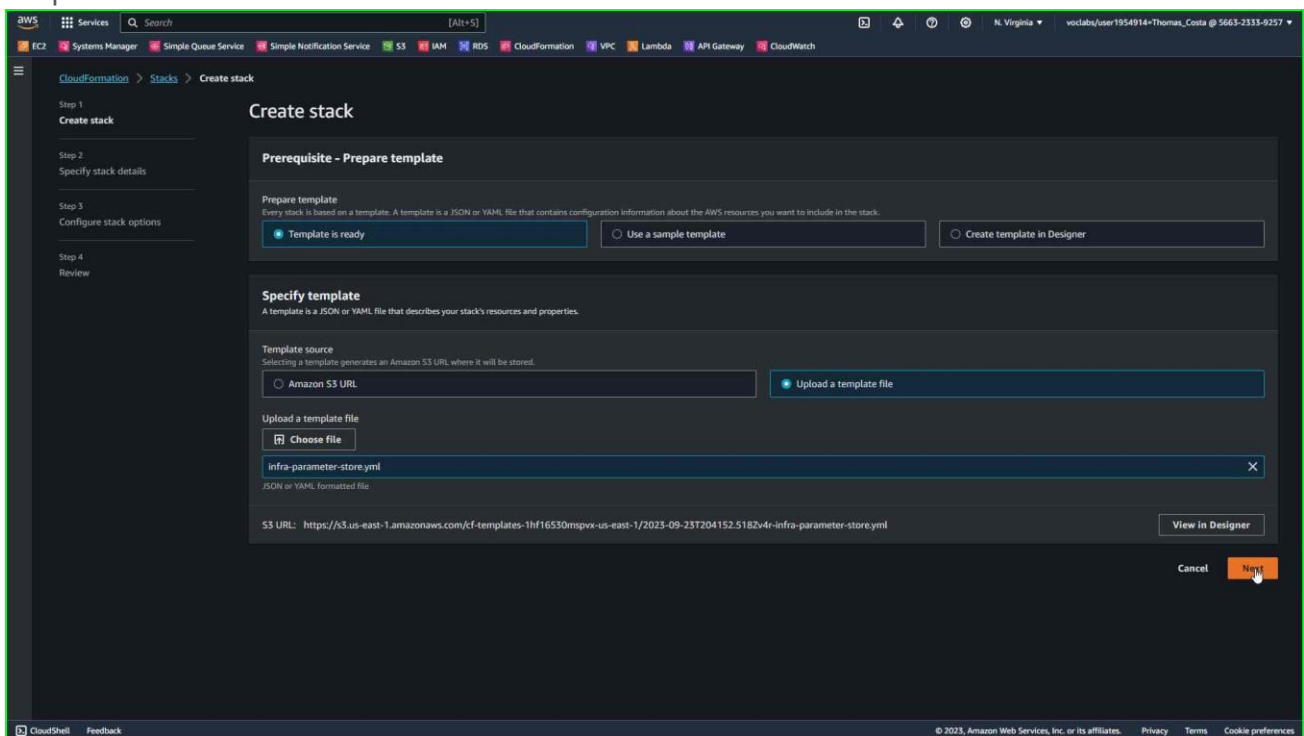 aws Services Search [Alt+S] N. Virginia voclabs/user1954914=Thomas_Costa @ 5663-2333-9257
EC2 Systems Manager Simple Queue Service Simple Notification Service S3 IAM RDS CloudFormation VPC Lambda API Gateway CloudWatch
CloudFormation > Stacks > Create stack
Step 1
Create stack
Step 2
Specify stack details
Step 3
Configure stack options
Step 4
Review
Create stack
Prerequisite - Prepare template
Prepare template
Every stack is based on a template. A template is a JSON or YAML file that contains configuration information about the AWS resources you want to include in the stack.
Template is ready
Use a sample template
Create template in Designer
Specify template
A template is a JSON or YAML file that describes your stack's resources and properties.
Template source
Selecting a template generates an Amazon S3 URL where it will be stored.
Amazon S3 URL
Upload a template file
Upload a template file
Choose file
infra-parameter-store.yml
JSON or YAML formatted file
S3 URL: https://s3.us-east-1.amazonaws.com/cf-templates-1hf16530mspvx-us-east-1/2023-09-23T204152.518Zv4r-infra-parameter-store.yml
View in Designer
Cancel Next
CloudShell Feedback © 2023, Amazon Web Services, Inc. or its affiliates. Privacy Terms Cookie preferences